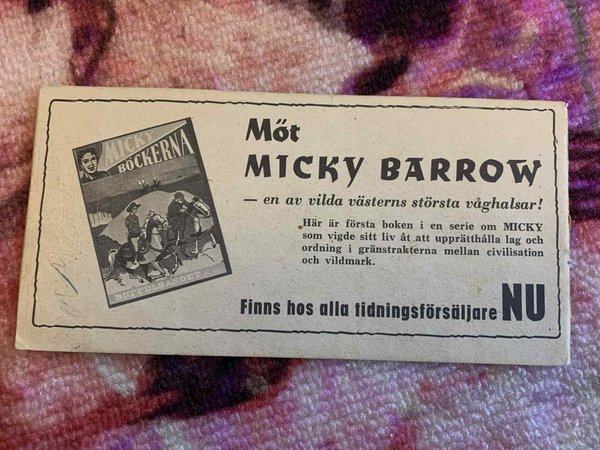 MICKY
BÖCKERNA
Möt
MICKY BARROW
— en av vilda västerns största våghalsar!
Här är första boken i en serie om MICKY
som vigde sitt liv åt att upprätthålla lag och
ordning i gränstrakterna mellan civilisation
och vildmark.
Finns hos alla tidningsförsäljare NU